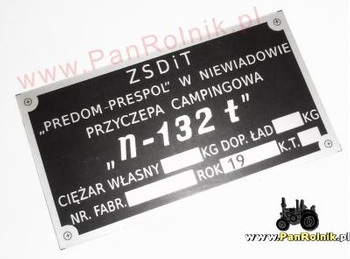 www.PanRolnik.pl
ZSDiT
„PREDOM-PRESPOL" W NIEWIADOWIE
PRZYCZEPA CAMPINGOWA
„n-132 t"
CIĘŻAR WŁASNY KG DOP. ŁAD KG
NR. FABR. ROK 19 K.T.
www.PanRolnik.pl